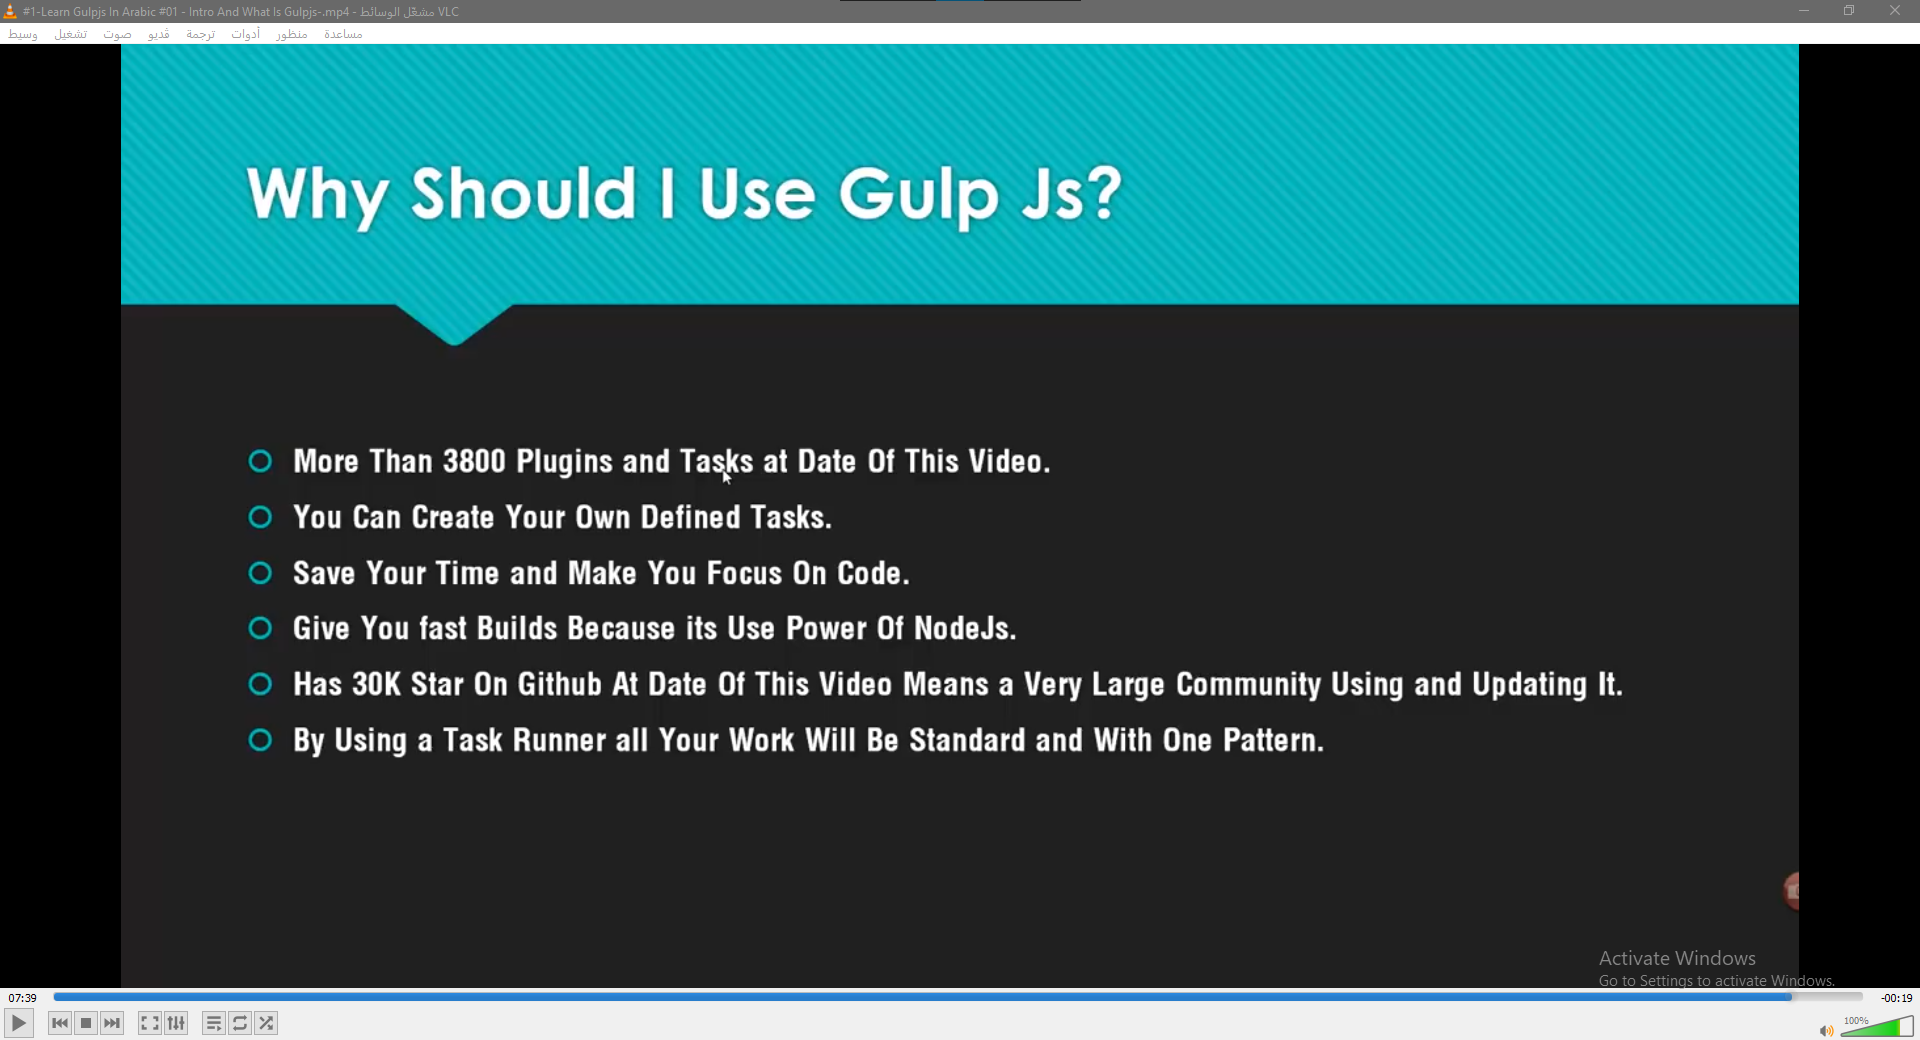 #1-Learn Gulpjs In Arabic #01 - Intro And What Is Gulpjs-.mp4 - مشغّل الوسائط VLC
وسيط تشغيل صوت ڤديو ترجمة أدوات منظور مساعدة
Why Should I Use Gulp Js?
More Than 3800 Plugins and Tasks at Date Of This Video.
You Can Create Your Own Defined Tasks.
Save Your Time and Make You Focus On Code.
Give You fast Builds Because its Use Power Of NodeJs.
Has 30K Star On Github At Date Of This Video Means a Very Large Community Using and Updating It.
By Using a Task Runner all Your Work Will Be Standard and With One Pattern.
Activate Windows
Go to Settings to activate Windows.
07:39
-00:19
100%